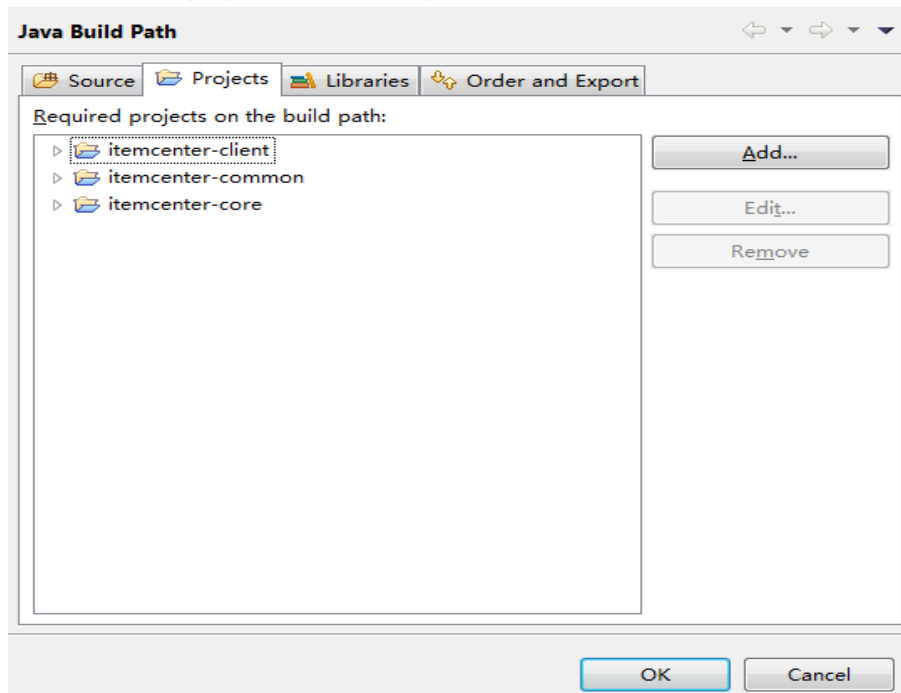 Java Build Path
Source Projects Libraries Order and Export
Required projects on the build path:
itemcenter-client
Add...
itemcenter-common
itemcenter-core
Edit...
Remove
OK Cancel